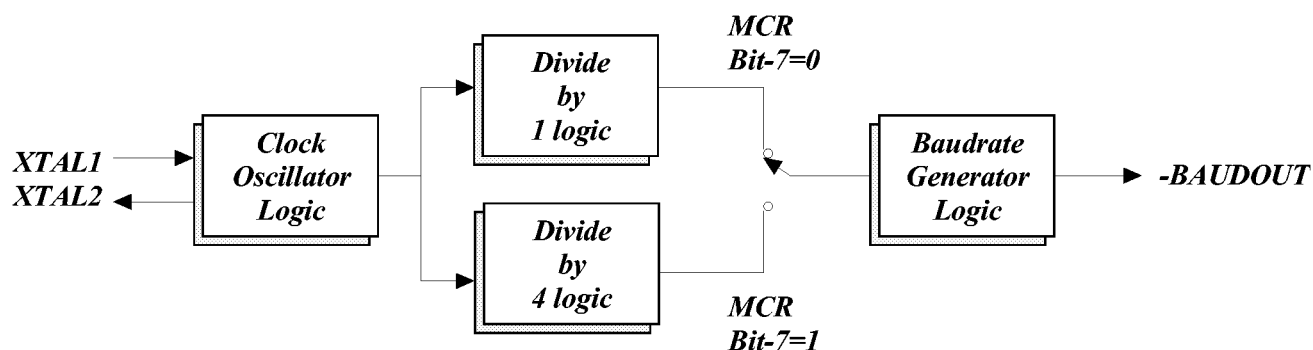 XTAL1
XTAL2
Clock
Oscillator
Logic
Divide
by
1 logic
Divide
by
4 logic
MCR
Bit-7=0
MCR
Bit-7=1
Baudrate
Generator
Logic
-BAUDOUT